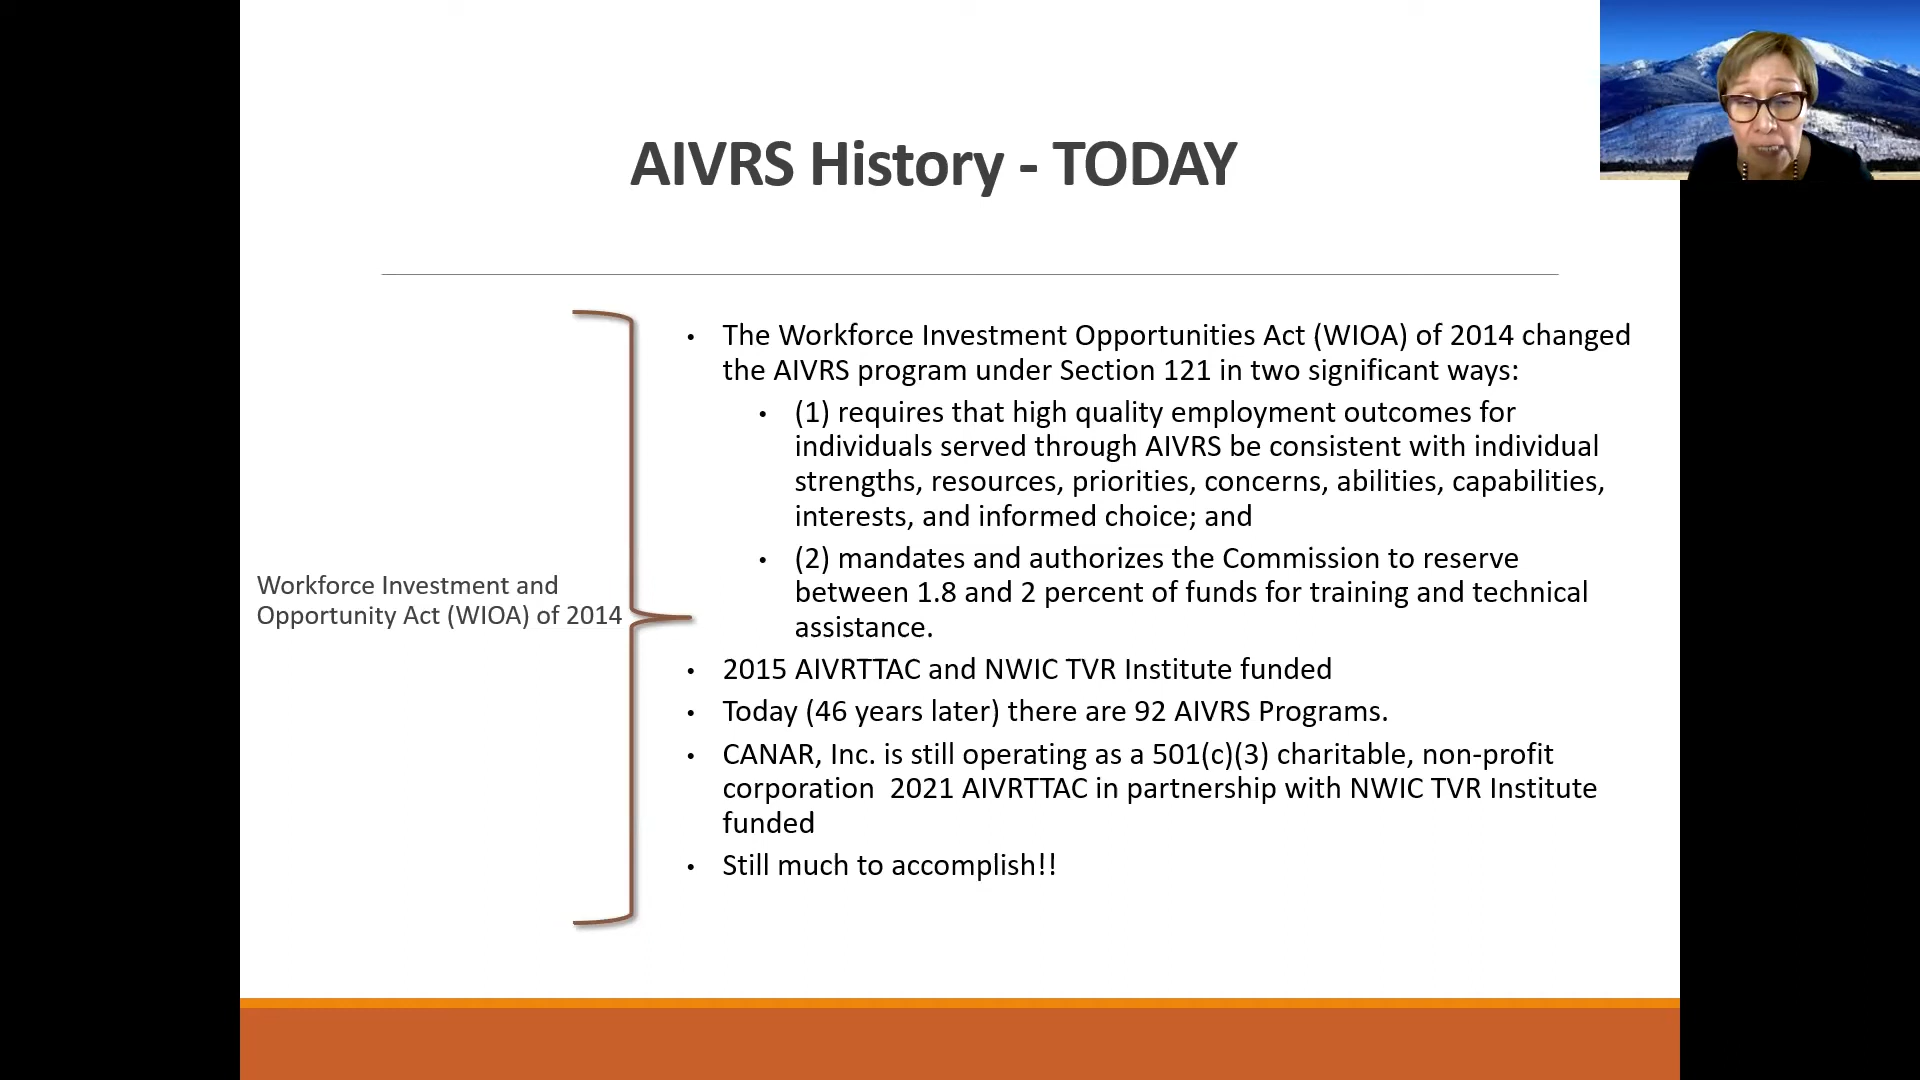 AIVRS History - TODAY
Workforce Investment and
Opportunity Act (WIOA) of 2014
• The Workforce Investment Opportunities Act (WIOA) of 2014 changed
the AIVRS program under Section 121 in two significant ways:
• (1) requires that high quality employment outcomes for
individuals served through AIVRS be consistent with individual
strengths, resources, priorities, concerns, abilities, capabilities,
interests, and informed choice; and
• (2) mandates and authorizes the Commission to reserve
between 1.8 and 2 percent of funds for training and technical
assistance.
• 2015 AIVRTTAC and NWIC TVR Institute funded
• Today (46 years later) there are 92 AIVRS Programs.
• CANAR, Inc. is still operating as a 501(c)(3) charitable, non-profit
corporation  2021 AIVRTTAC in partnership with NWIC TVR Institute
funded
• Still much to accomplish!!